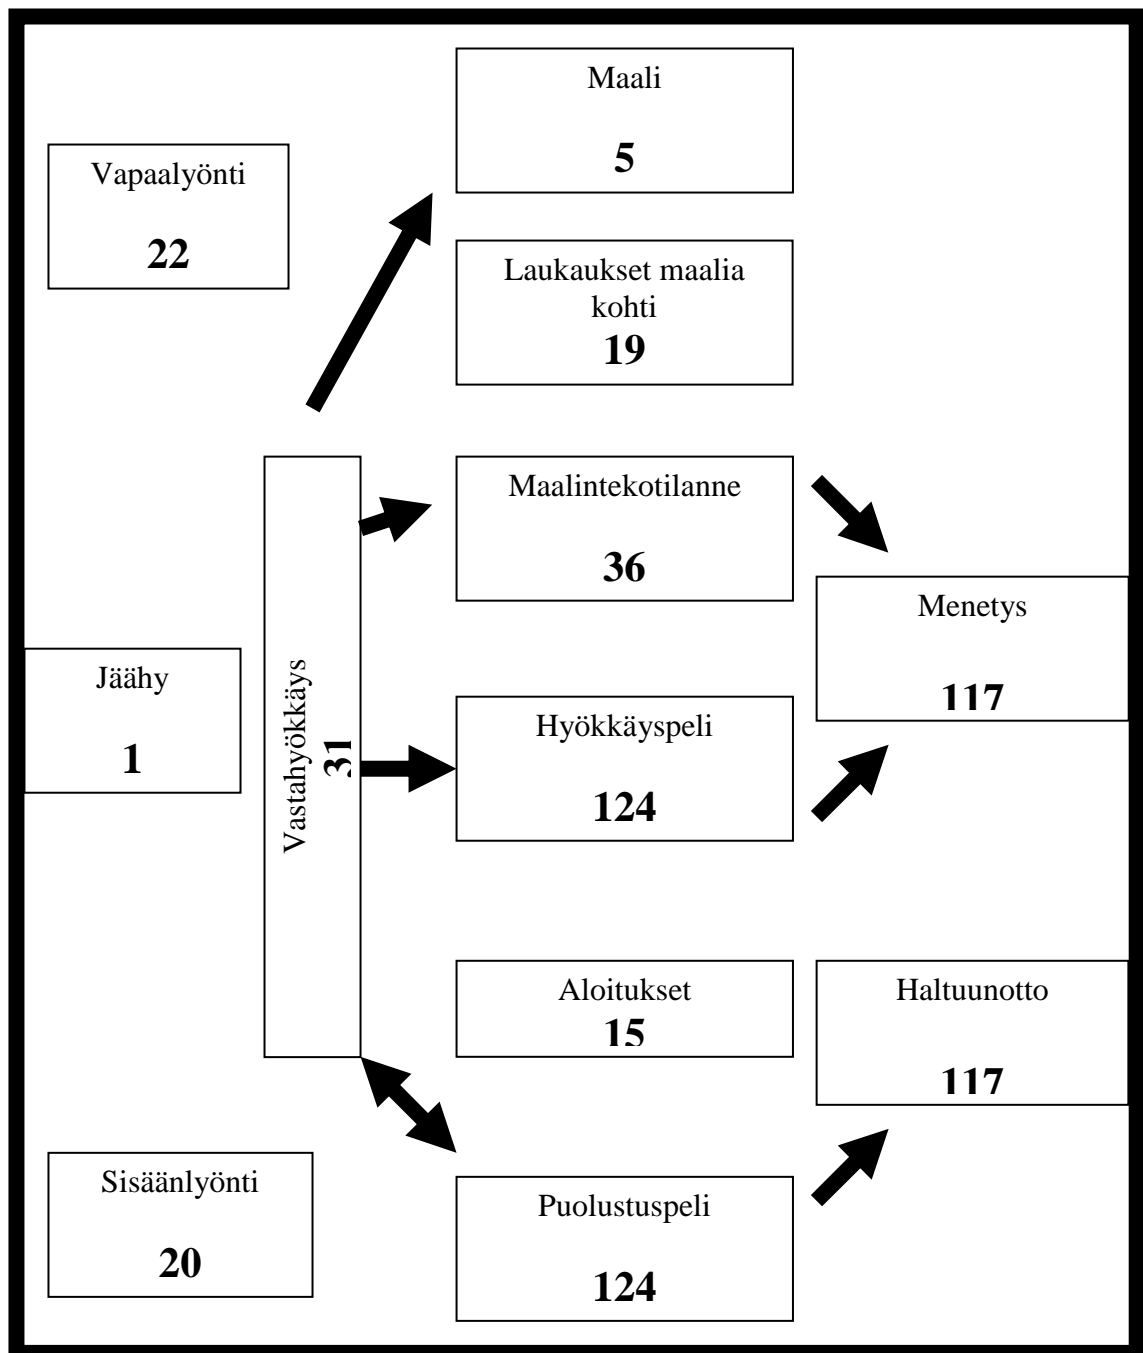 Maali
5
Vapaalyönti
22
Laukaukset maalia
kohti
19
Maalintekotilanne
36
Menetys
117
Jäähy
1
Vastahyökkäys
31
Hyökkäyspeli
124
Aloitukset
15
Haltuunotto
117
Sisäänlyönti
20
Puolustuspeli
124